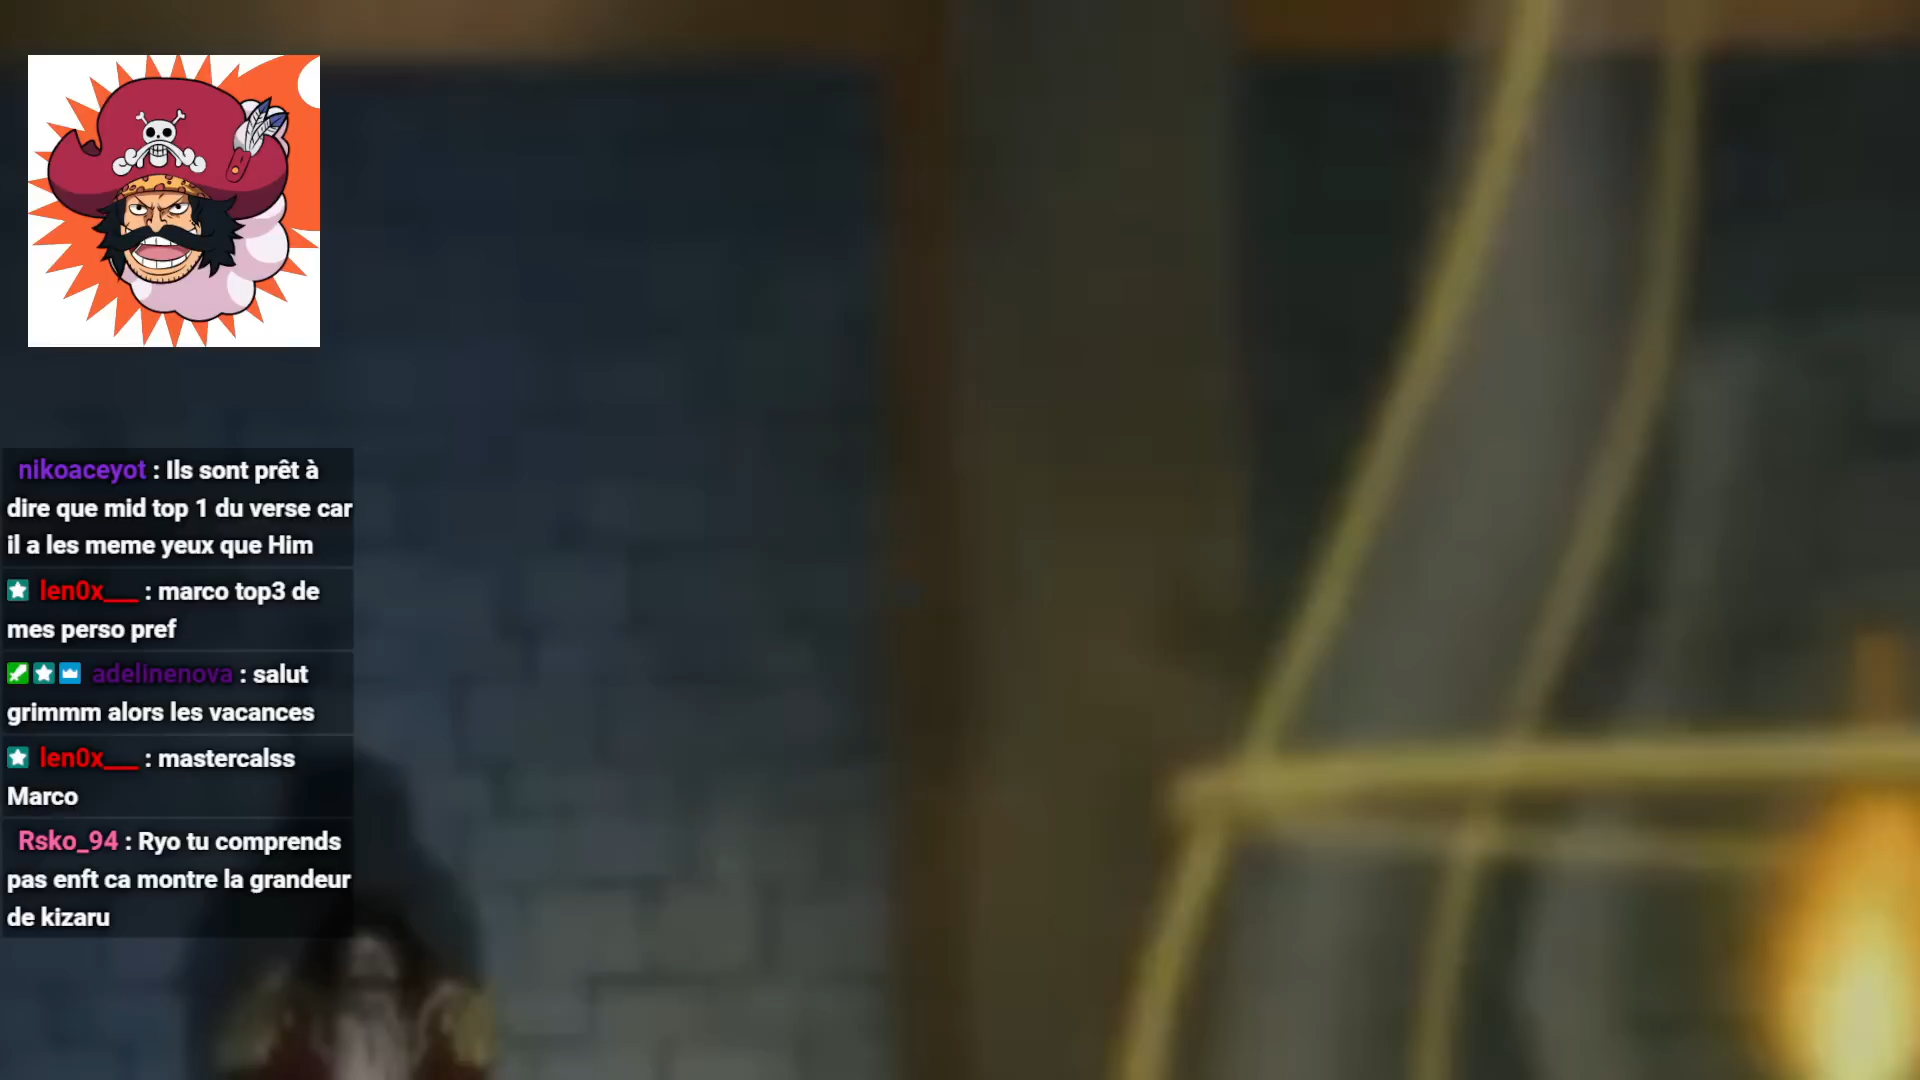 nikoaceyot : Ils sont prêt à
dire que mid top 1 du verse car
il a les meme yeux que Him
len0x___ : marco top3 de
mes perso pref
adelinenova : salut
grimmm alors les vacances
len0x___ : mastercalss
Marco
Rsko_94 : Ryo tu comprends
pas enft ca montre la grandeur
de kizaru